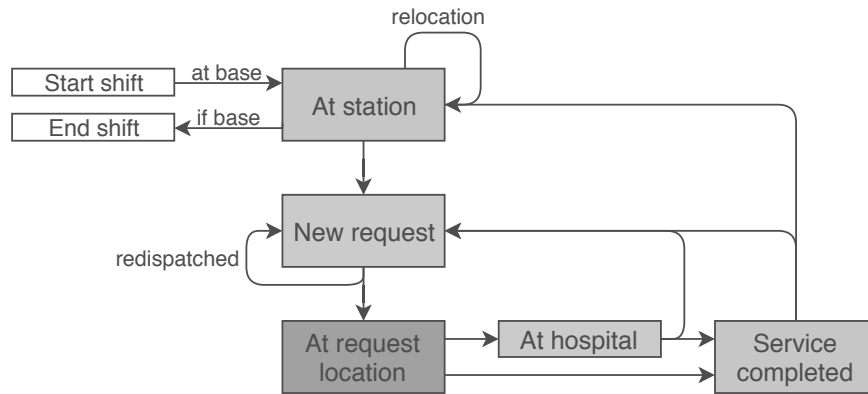 relocation
Start shift
at base
At station
End shift
if base
New request
redispatched
At request
location
At hospital
Service
completed